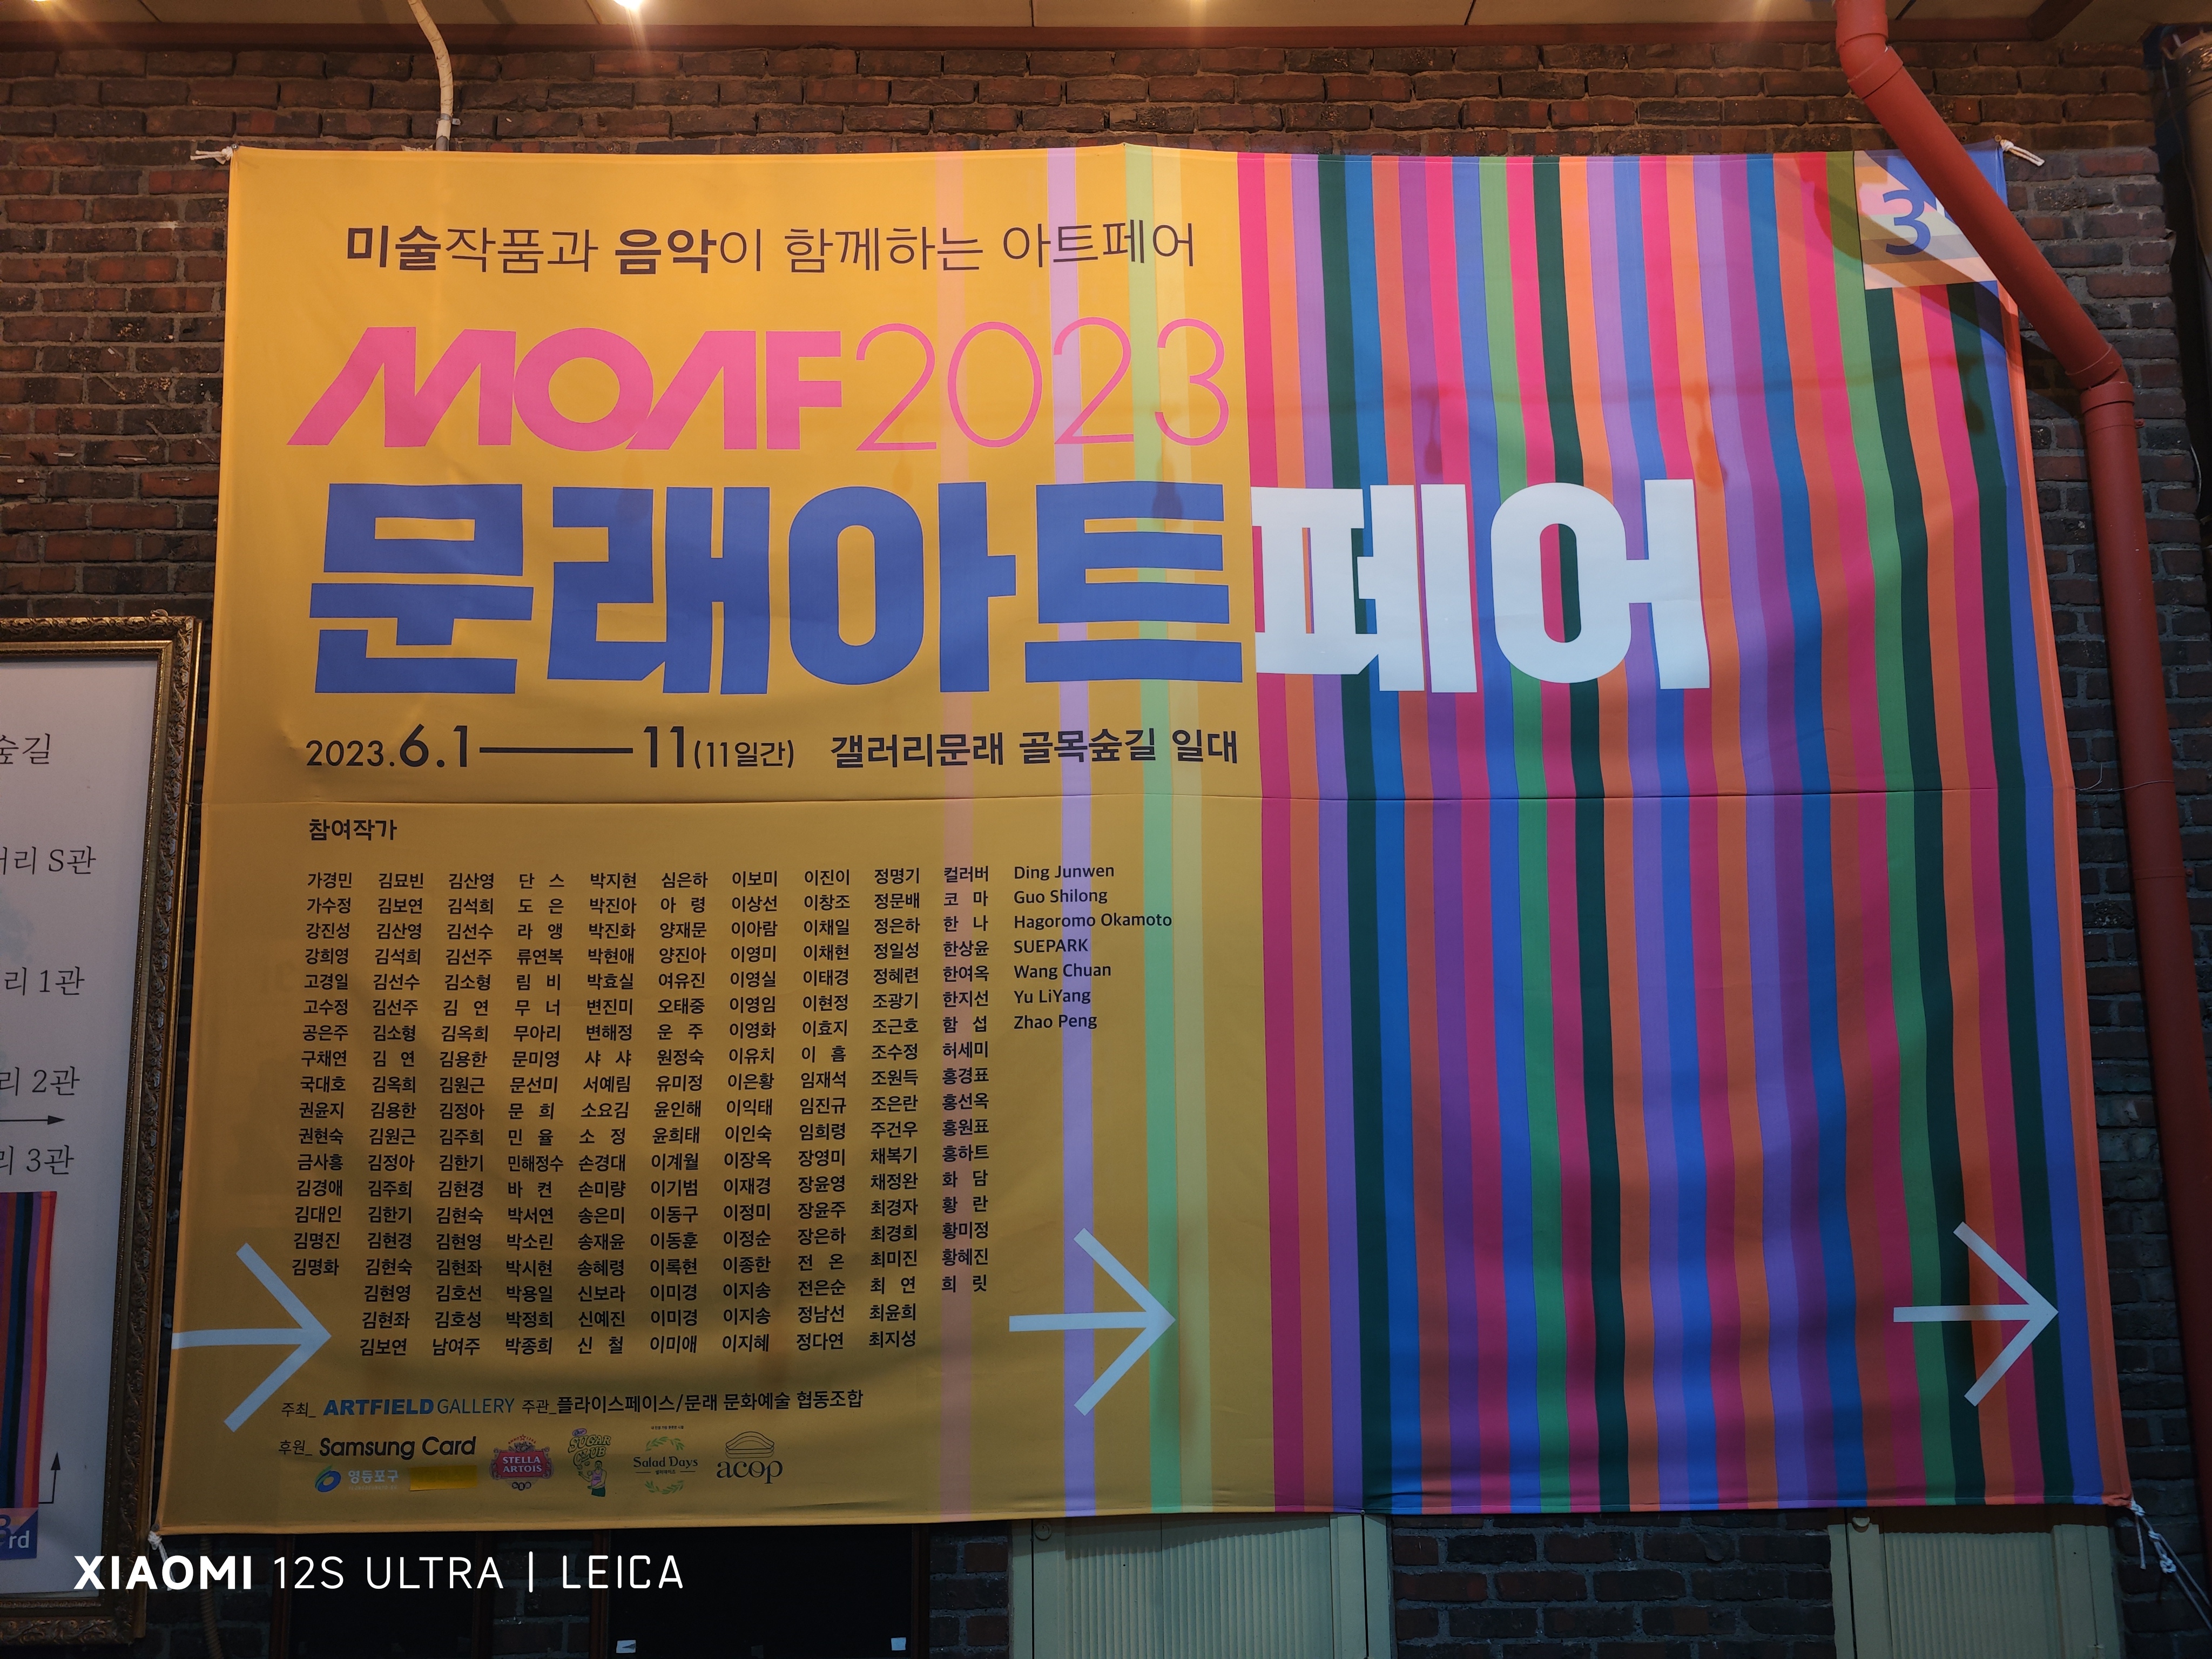 미술작품과 음악이 함께하는 아트페어
3
MOAF2023
문래아트페어
2023.6.1——11(11일간) 갤러리문래 골목숲길 일대
참여작가
가경민 김묘빈 김산영 단 스 박지현 심은하 이보미 이진이 정명기 컬러버 Ding Junwen
가수정 김보연 김석희 도 은 박진아 아 령 이상선 이창조 정문배 코 마 Guo Shilong
강진성 김산영 김선수 라 앵 박진화 양재문 이아람 이채일 정은하 한 나 Hagoromo Okamoto
강희영 김석희 김선주 류연복 박현애 양진아 이영미 이채현 정일성 한상윤 SUEPARK
고경일 김선수 김소형 림 비 박효실 여유진 이영실 이태경 정혜련 한여옥 Wang Chuan
고수정 김선주 김 연 무 너 변진미 오태중 이영임 이현정 조광기 한지선 Yu LiYang
공은주 김소형 김옥희 무아리 변해정 운 주 이영화 이효지 조근호 함 섭 Zhao Peng
구채연 김 연 김용한 문미영 샤 샤 원정숙 이유치 이 흠 조수정 허세미
국대호 김옥희 김원근 문선미 서예림 유미정 이은황 임재석 조원득 홍경표
권윤지 김용한 김정아 문 희 소요김 윤인해 이익태 임진규 조은란 홍선옥
권현숙 김원근 김주희 민 율 소 정 윤희태 이인숙 임희령 주건우 홍원표
금사홍 김정아 김한기 민해정수 손경대 이계월 이장옥 장영미 채복기 홍하트
김경애 김주희 김현경 바 켠 손미량 이기범 이재경 장윤영 채정완 화 담
김대인 김한기 김현숙 박서연 송은미 이동구 이정미 장윤주 최경자 황 란
김명진 김현경 김현영 박소린 송재윤 이동훈 이정순 장은하 최경희 황미정
김명화 김현숙 김현좌 박시현 송혜령 이록현 이종한 전 온 최미진 황혜진
김현영 김호선 박용일 신보라 이미경 이지송 전은순 최 연 희 릿
김현좌 김호성 박정희 신예진 이미경 이지송 정남선 최윤희
김보연 남여주 박종희 신 철 이미애 이지혜 정다연 최지성
주최_ ARTFIELD GALLERY 주관_플라이스페이스/문래 문화예술 협동조합
후원_ Samsung Card STELLA ARTOIS SUGAR Salad Days acop
영등포구
숲길
리 S관
리 1관
리 2관
리 3관
3rd
XIAOMI 12S ULTRA | LEICA